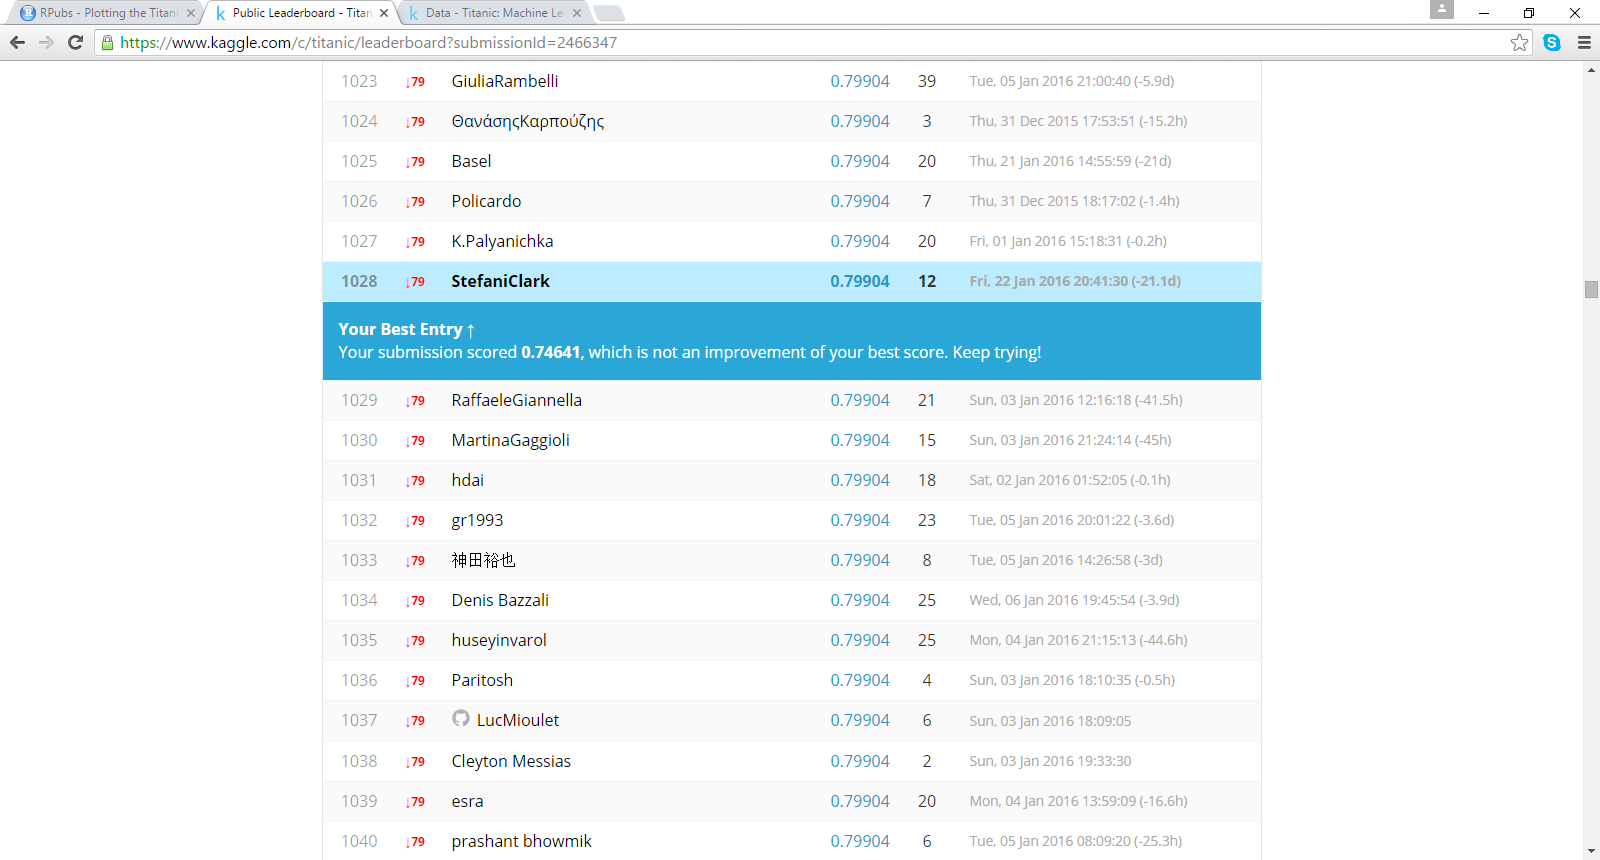 RPubs - Plotting the Titani
Public Leaderboard - Titan
Data - Titanic: Machine Le
https://www.kaggle.com/c/titanic/leaderboard?submissionId=2466347
1023 ↓79 GiuliaRambelli 0.79904 39 Tue, 05 Jan 2016 21:00:40 (-5.9d)
1024 ↓79 ΘανάσηςΚαρπούζης 0.79904 3 Thu, 31 Dec 2015 17:53:51 (-15.2h)
1025 ↓79 Basel 0.79904 20 Thu, 21 Jan 2016 14:55:59 (-21d)
1026 ↓79 Policardo 0.79904 7 Thu, 31 Dec 2015 18:17:02 (-1.4h)
1027 ↓79 K.Palyanichka 0.79904 20 Fri, 01 Jan 2016 15:18:31 (-0.2h)
1028 ↓79 StefaniClark 0.79904 12 Fri, 22 Jan 2016 20:41:30 (-21.1d)
Your Best Entry ↑
Your submission scored 0.74641, which is not an improvement of your best score. Keep trying!
1029 ↓79 RaffaeleGiannella 0.79904 21 Sun, 03 Jan 2016 12:16:18 (-41.5h)
1030 ↓79 MartinaGaggioli 0.79904 15 Sun, 03 Jan 2016 21:24:14 (-45h)
1031 ↓79 hdai 0.79904 18 Sat, 02 Jan 2016 01:52:05 (-0.1h)
1032 ↓79 gr1993 0.79904 23 Tue, 05 Jan 2016 20:01:22 (-3.6d)
1033 ↓79 神田裕也 0.79904 8 Tue, 05 Jan 2016 14:26:58 (-3d)
1034 ↓79 Denis Bazzali 0.79904 25 Wed, 06 Jan 2016 19:45:54 (-3.9d)
1035 ↓79 huseyinvarol 0.79904 25 Mon, 04 Jan 2016 21:15:13 (-44.6h)
1036 ↓79 Paritosh 0.79904 4 Sun, 03 Jan 2016 18:10:35 (-0.5h)
1037 ↓79 LucMioulet 0.79904 6 Sun, 03 Jan 2016 18:09:05
1038 ↓79 Cleyton Messias 0.79904 2 Sun, 03 Jan 2016 19:33:30
1039 ↓79 esra 0.79904 20 Mon, 04 Jan 2016 13:59:09 (-16.6h)
1040 ↓79 prashant bhowmik 0.79904 6 Tue, 05 Jan 2016 08:09:20 (-25.3h)